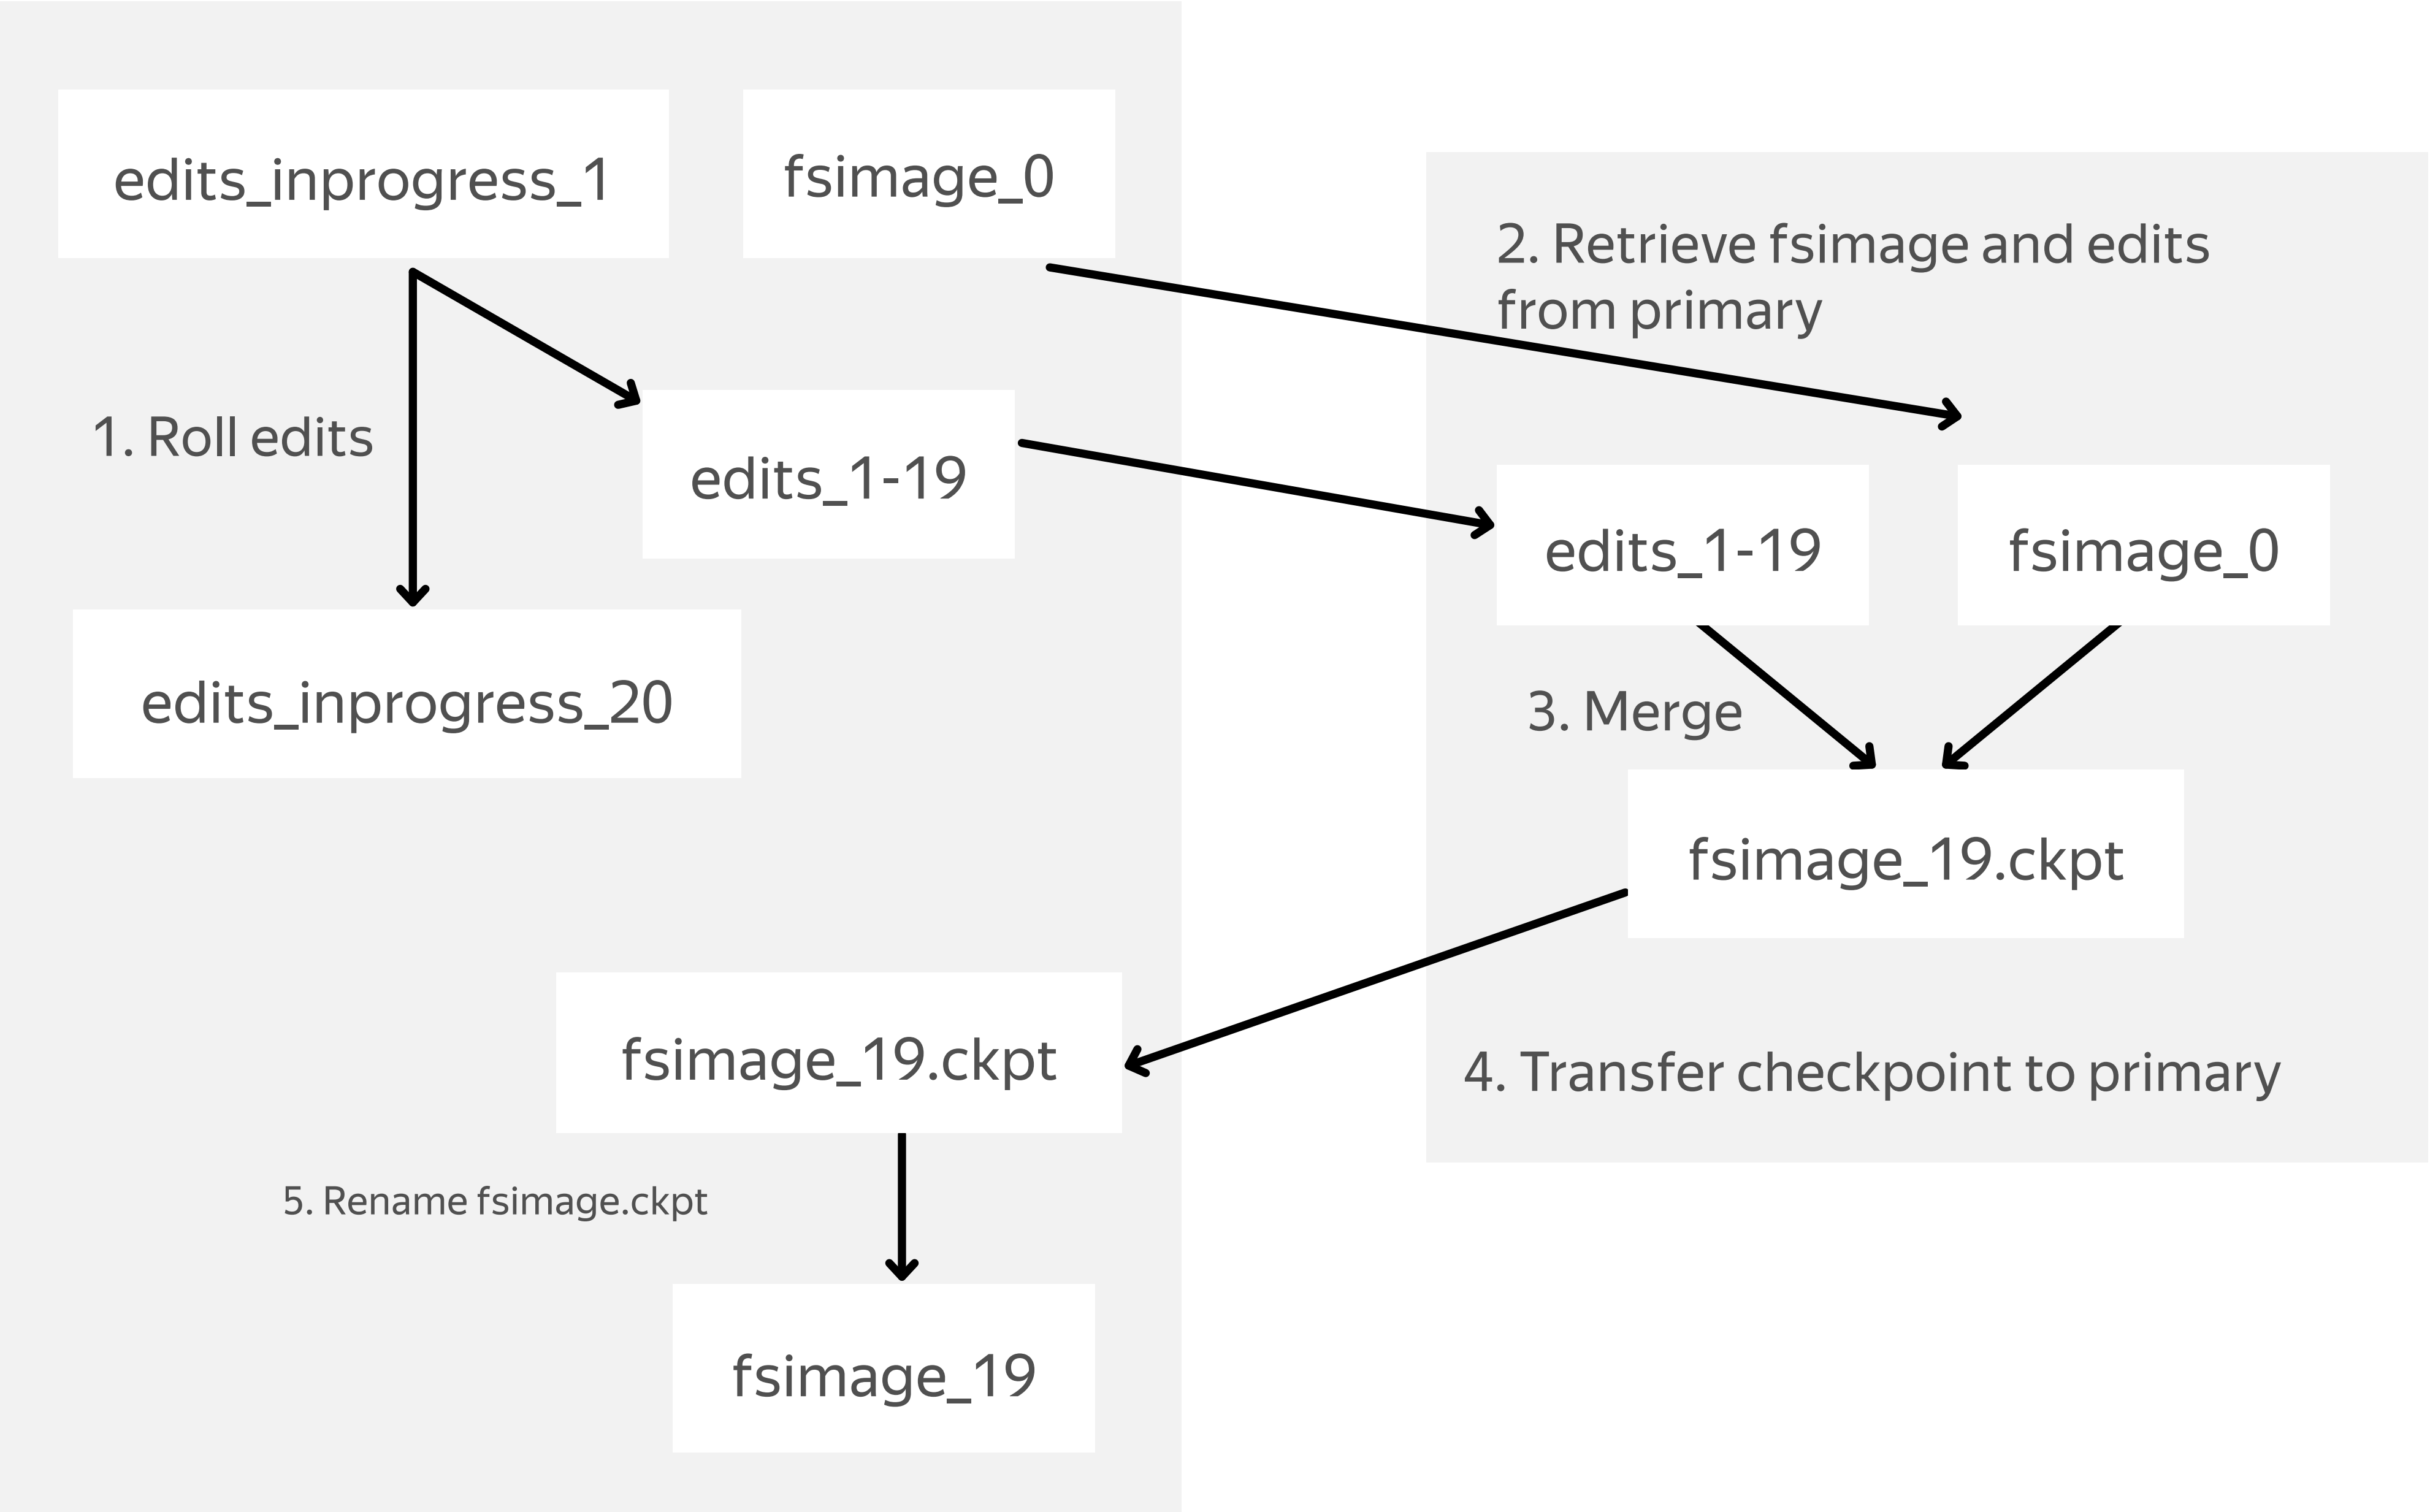 edits_inprogress_1
fsimage_0
1. Roll edits
edits_1-19
edits_inprogress_20
2. Retrieve fsimage and edits
from primary
edits_1-19
fsimage_0
3. Merge
fsimage_19.ckpt
4. Transfer checkpoint to primary
fsimage_19.ckpt
5. Rename fsimage.ckpt
fsimage_19